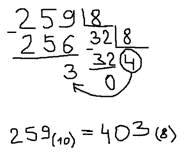 259 | 8
- 256 32 | 8
3 - 32 4
0
259(10) = 403(8)